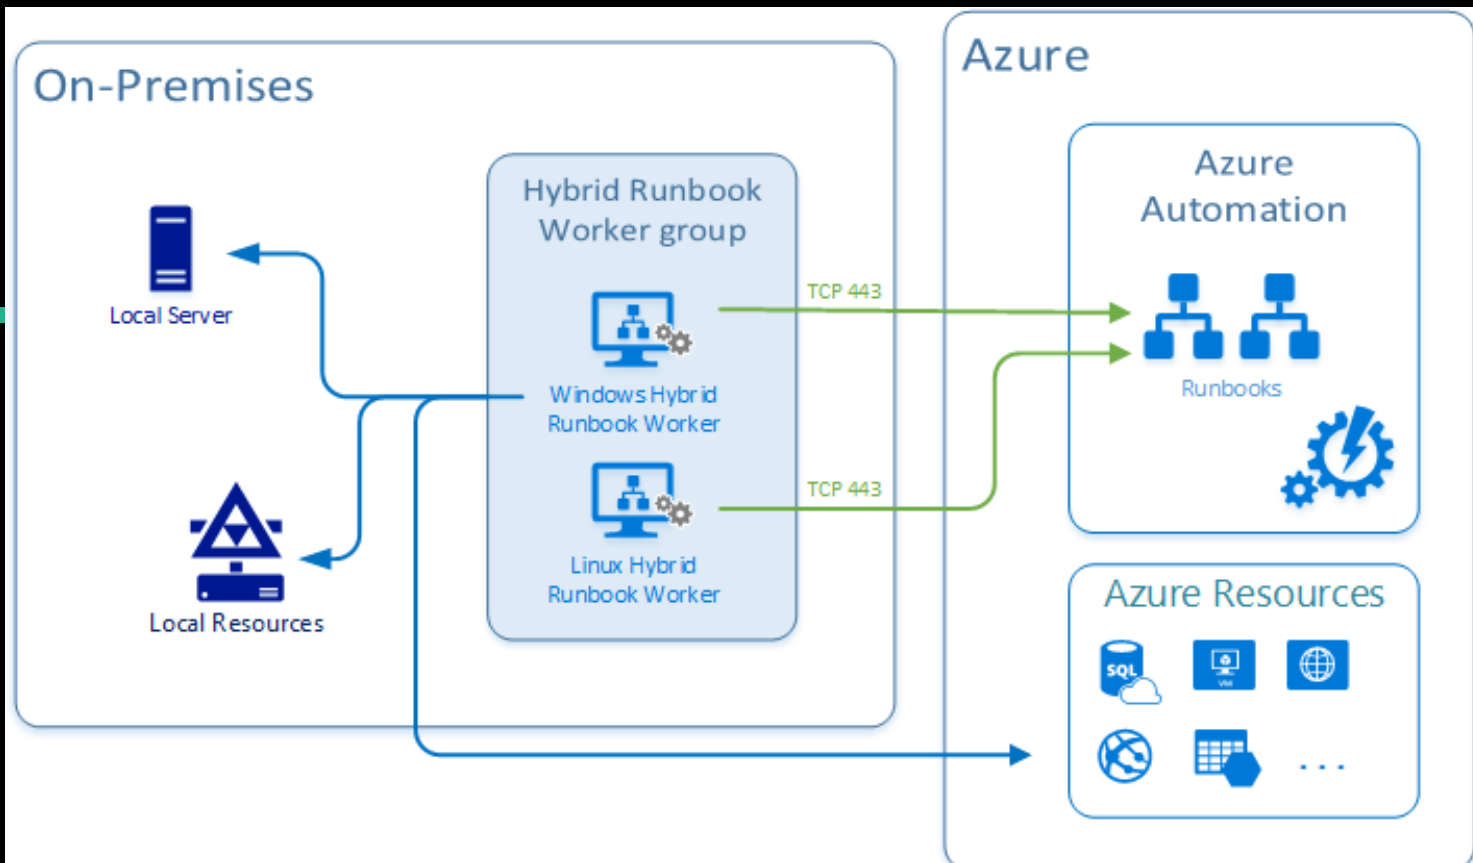 On-Premises
Azure
Hybrid Runbook
Worker group
Azure
Automation
Local Server
TCP 443
Windows Hybrid
Runbook Worker
Runbooks
TCP 443
Linux Hybrid
Runbook Worker
Local Resources
Azure Resources
SQL
VM
. . .